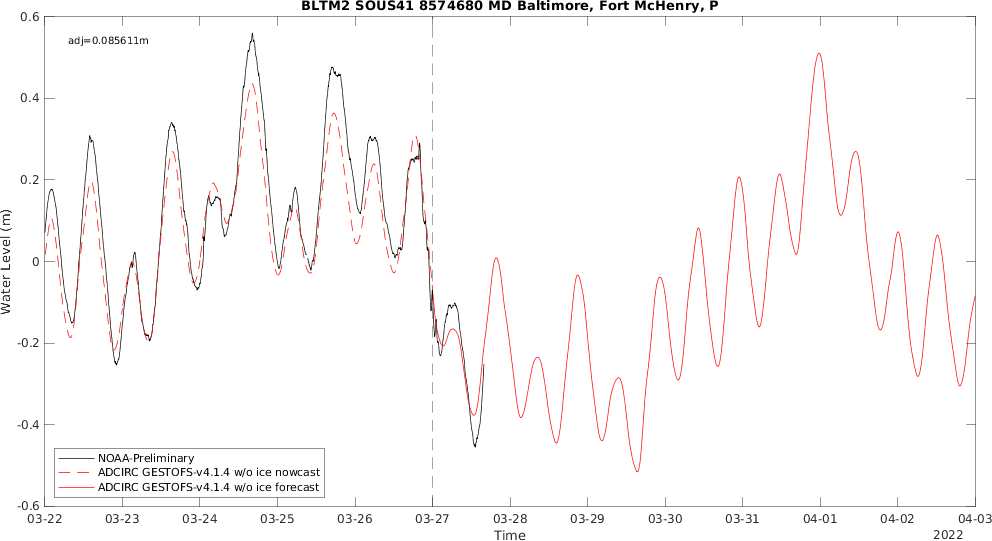 BLTM2 SOUS41 8574680 MD Baltimore, Fort McHenry, P
adj=0.085611m
0.6
0.4
0.2
0
-0.2
-0.4
-0.6
Water Level (m)
NOAA-Preliminary
ADCIRC GESTOFS-v4.1.4 w/o ice nowcast
ADCIRC GESTOFS-v4.1.4 w/o ice forecast
03-22 03-23 03-24 03-25 03-26 03-27 03-28 03-29 03-30 03-31 04-01 04-02 04-03
Time
2022